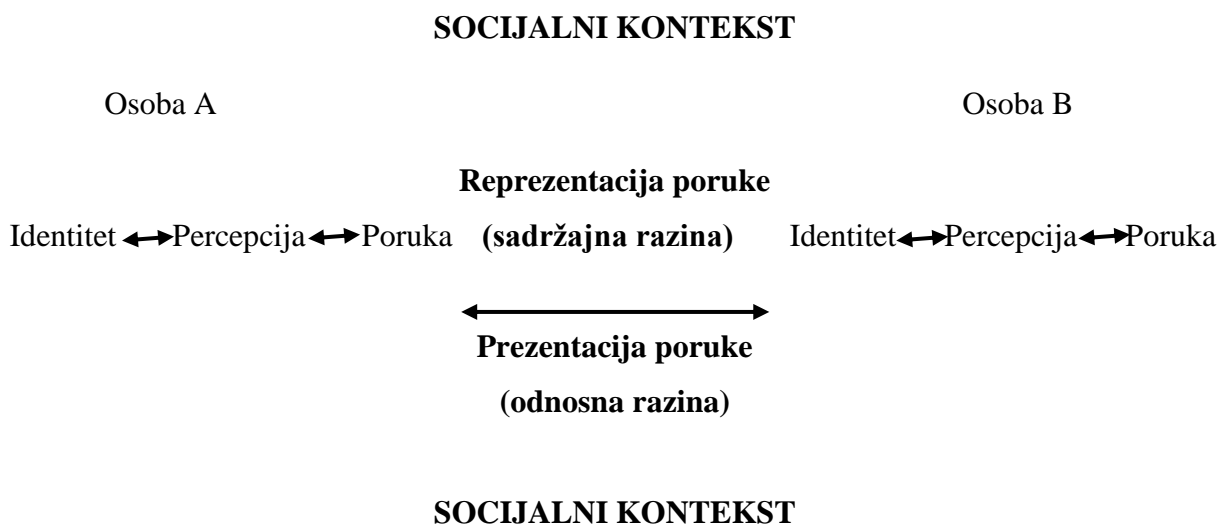 SOCIJALNI KONTEKST
Osoba A Osoba B
Reprezentacija poruke
Identitet Percepcija Poruka (sadržajna razina) Identitet Percepcija Poruka
Prezentacija poruke
(odnosna razina)
SOCIJALNI KONTEKST